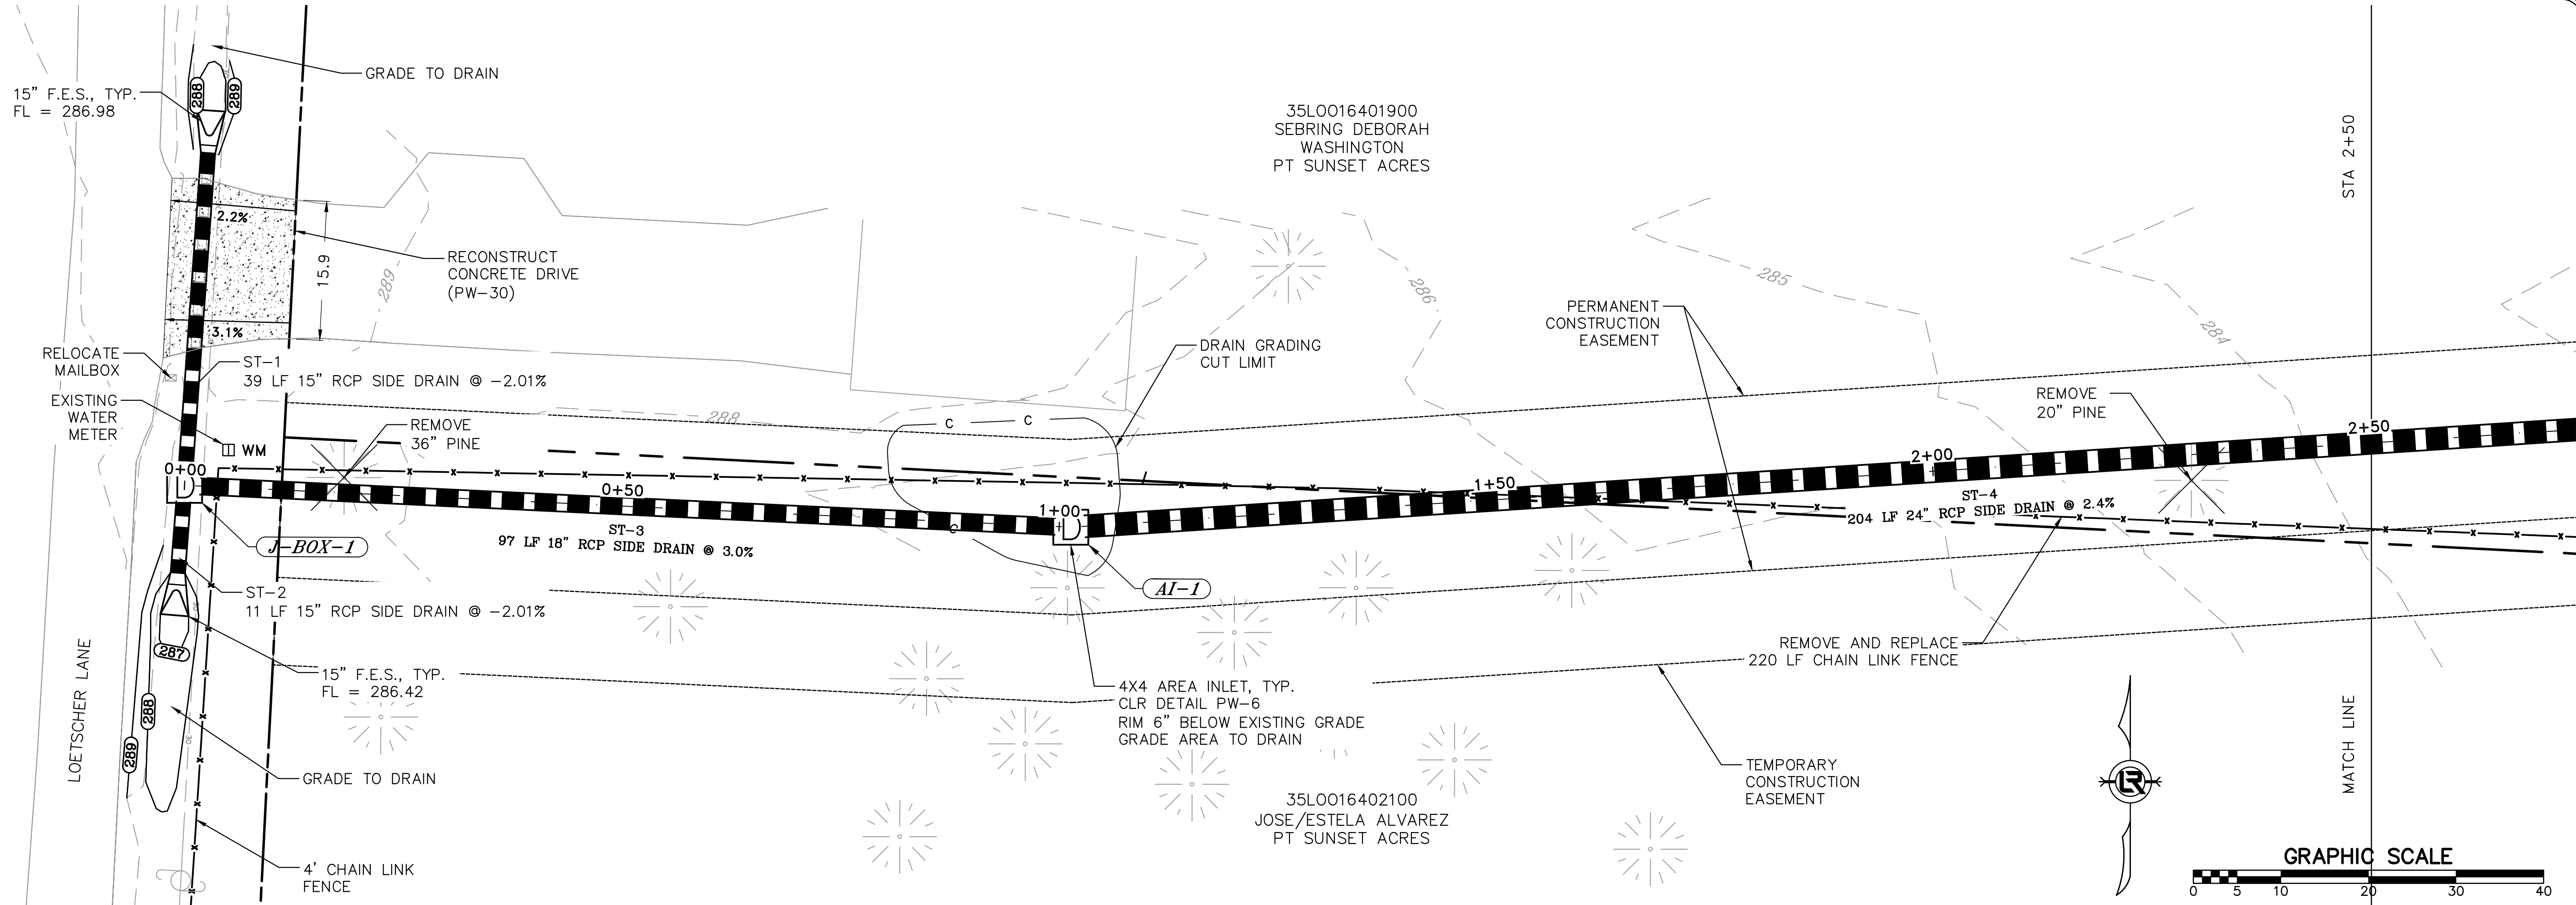 GRADE TO DRAIN
15" F.E.S., TYP.
FL = 286.98
288
289
35L0016401900
SEBRING DEBORAH
WASHINGTON
PT SUNSET ACRES
STA 2+50
2.2%
15.9
3.1%
RECONSTRUCT
CONCRETE DRIVE
(PW-30)
289
286
285
284
PERMANENT
CONSTRUCTION
EASEMENT
DRAIN GRADING
CUT LIMIT
RELOCATE
MAILBOX
ST-1
39 LF 15" RCP SIDE DRAIN @ -2.01%
EXISTING
WATER
METER
WM
288
REMOVE
36" PINE
C
C
C
REMOVE
20" PINE
0+00
0+50
1+00
1+50
2+00
2+50
D
D
J-BOX-1
ST-3
97 LF 18" RCP SIDE DRAIN @ 3.0%
ST-4
204 LF 24" RCP SIDE DRAIN @ 2.4%
AI-1
ST-2
11 LF 15" RCP SIDE DRAIN @ -2.01%
287
288
289
OE
OE
15" F.E.S., TYP.
FL = 286.42
LOETSCHER LANE
REMOVE AND REPLACE
220 LF CHAIN LINK FENCE
4X4 AREA INLET, TYP.
CLR DETAIL PW-6
RIM 6" BELOW EXISTING GRADE
GRADE AREA TO DRAIN
GRADE TO DRAIN
TEMPORARY
CONSTRUCTION
EASEMENT
MATCH LINE
35L0016402100
JOSE/ESTELA ALVAREZ
PT SUNSET ACRES
4' CHAIN LINK
FENCE
LR
GRAPHIC SCALE
0 5 10 20 30 40